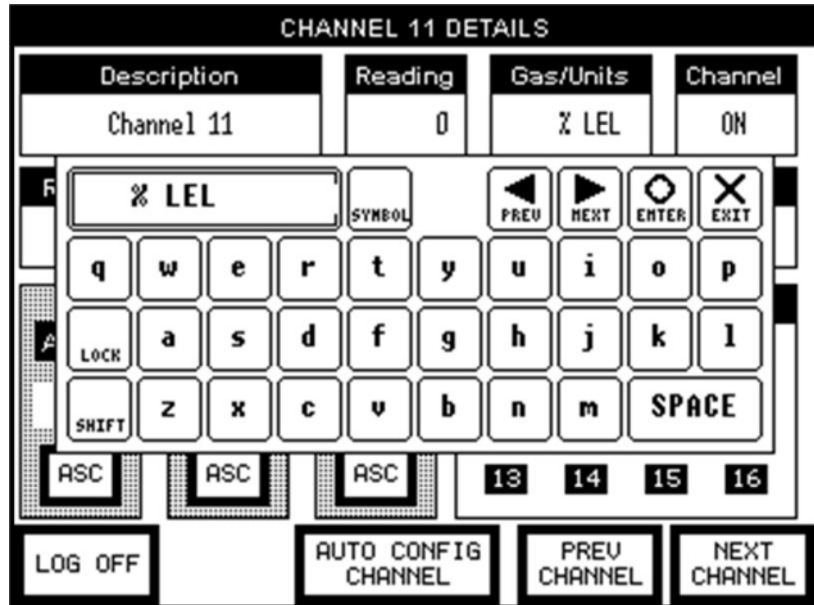 CHANNEL 11 DETAILS
Description Reading Gas/Units Channel
Channel 11 0 % LEL ON
% LEL SYMBOL PREV NEXT ENTER EXIT
q w e r t y u i o p
LOCK a s d f g h j k l
SHIFT z x c v b n m SPACE
ASC ASC ASC 13 14 15 16
LOG OFF AUTO CONFIG PREV NEXT
CHANNEL CHANNEL CHANNEL